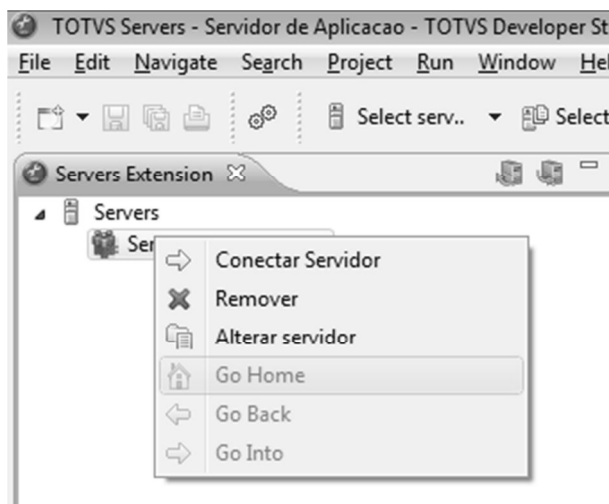 TOTVS Servers - Servidor de Aplicacao - TOTVS Developer St
File Edit Navigate Search Project Run Window Hel
Select serv.. Select
Servers Extension
Servers
Ser
Conectar Servidor
Remover
Alterar servidor
Go Home
Go Back
Go Into